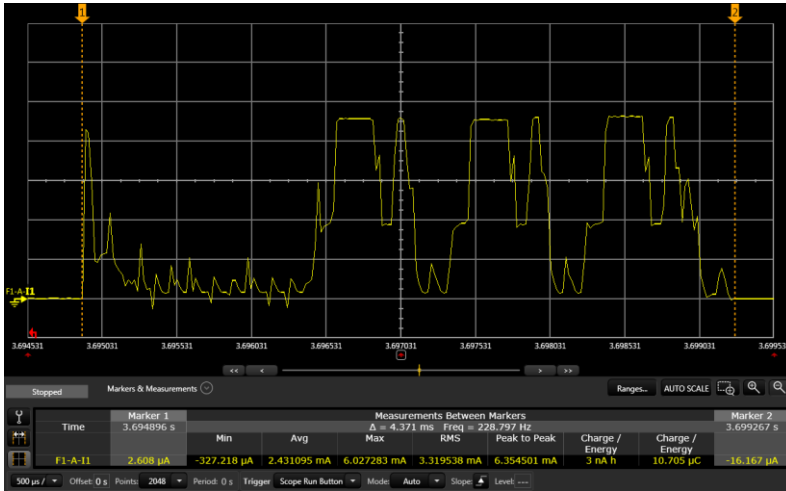 1 2
F1-A-I1
3.694531 3.695031 3.695531 3.696031 3.696531 3.697031 3.697531 3.698031 3.698531 3.699031 3.69953
<< < > >>
Stopped Markers & Measurements Ranges... AUTO SCALE
Marker 1 Measurements Between Markers Marker 2
Time 3.694896 s Δ = 4.371 ms Freq = 228.797 Hz 3.699267 s
Min Avg Max RMS Peak to Peak Charge / Energy Charge / Energy
F1-A-I1 2.608 µA -327.218 µA 2.431095 mA 6.027283 mA 3.319538 mA 6.354501 mA 3 nA h 10.705 µC -16.167 µA
500 µs / Offset: 0 s Points: 2048 Period: 0 s Trigger Scope Run Button Mode: Auto Slope: Level: ---